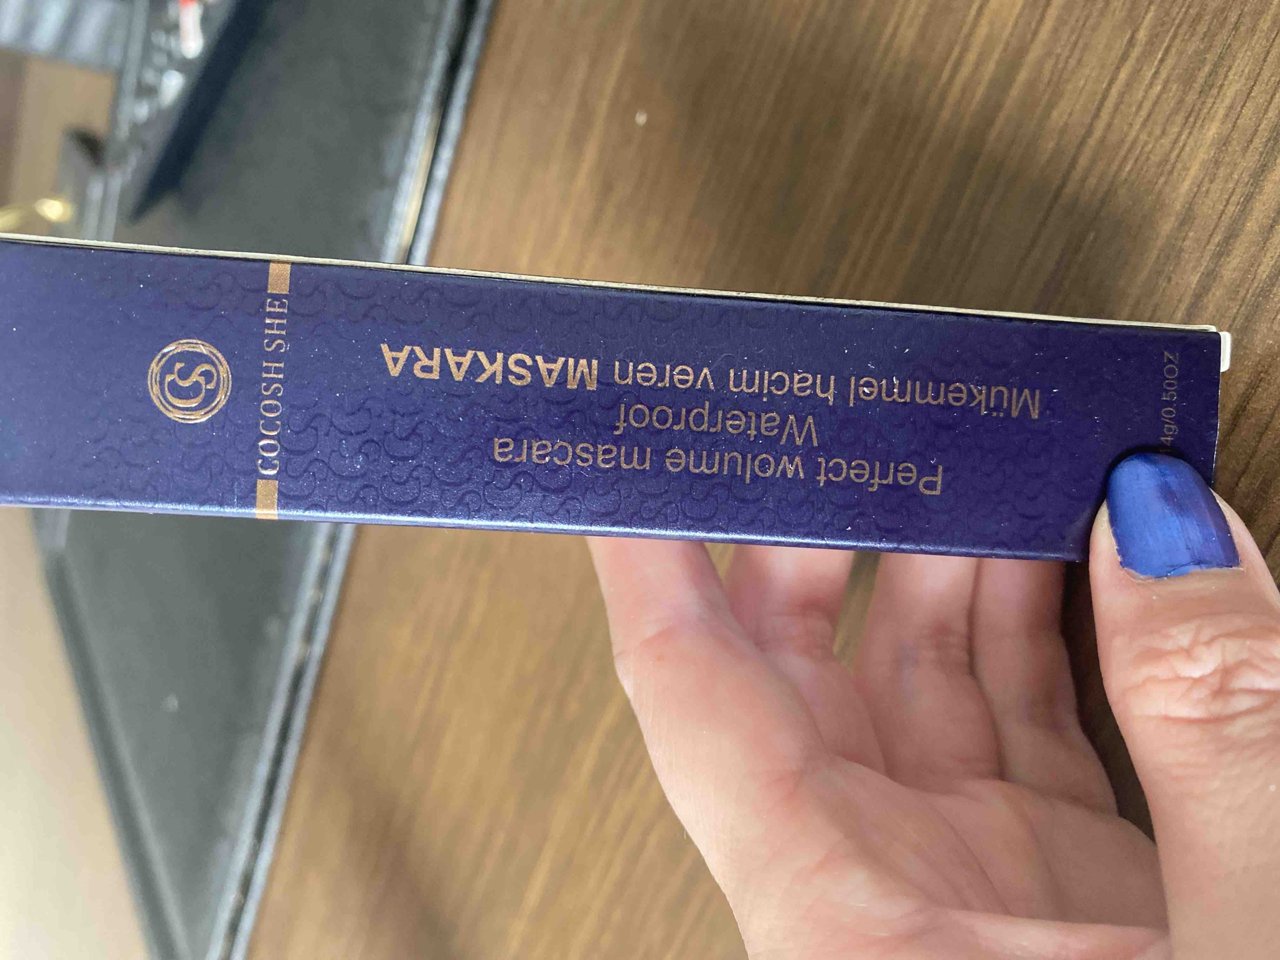 COCOSH SHE
Perfect wolume mascara
Waterproof
Mükemmel hacim veren MASKARA
4g/0.50OZ